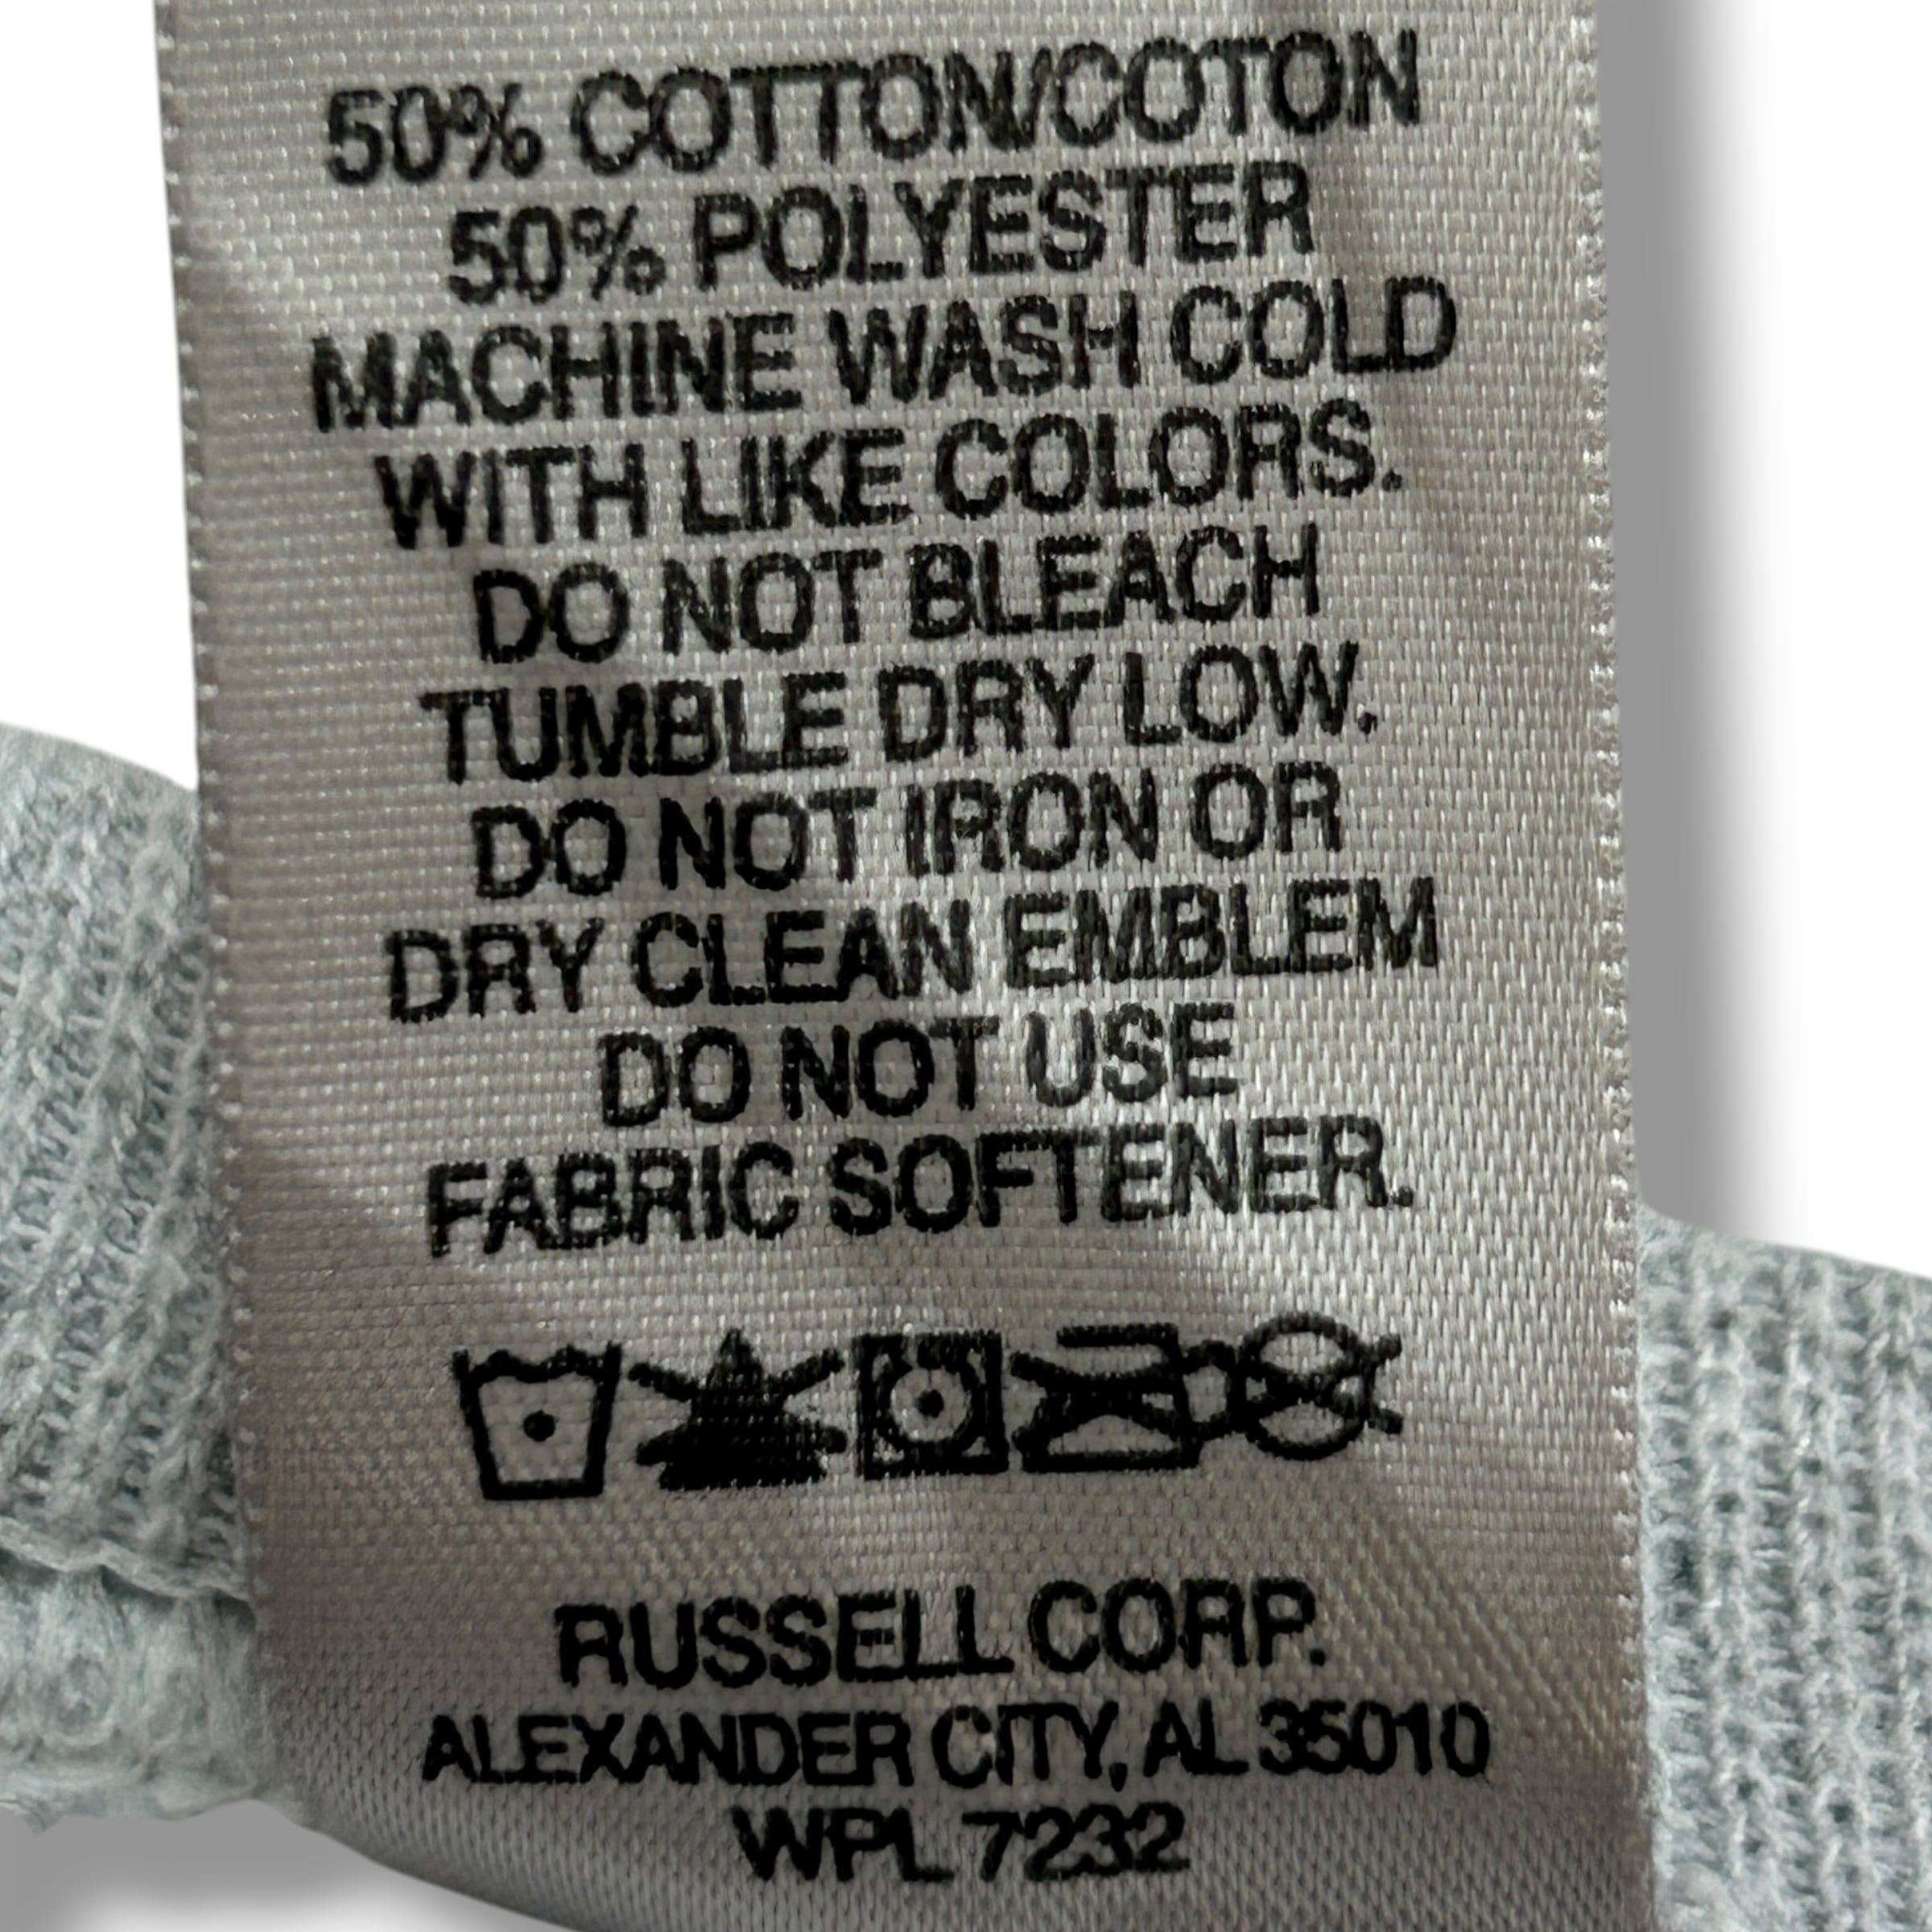 50% COTTON/COTON
50% POLYESTER
MACHINE WASH COLD
WITH LIKE COLORS.
DO NOT BLEACH
TUMBLE DRY LOW.
DO NOT IRON OR
DRY CLEAN EMBLEM
DO NOT USE
FABRIC SOFTENER.
RUSSELL CORP.
ALEXANDER CITY, AL 35010
WPL 7232